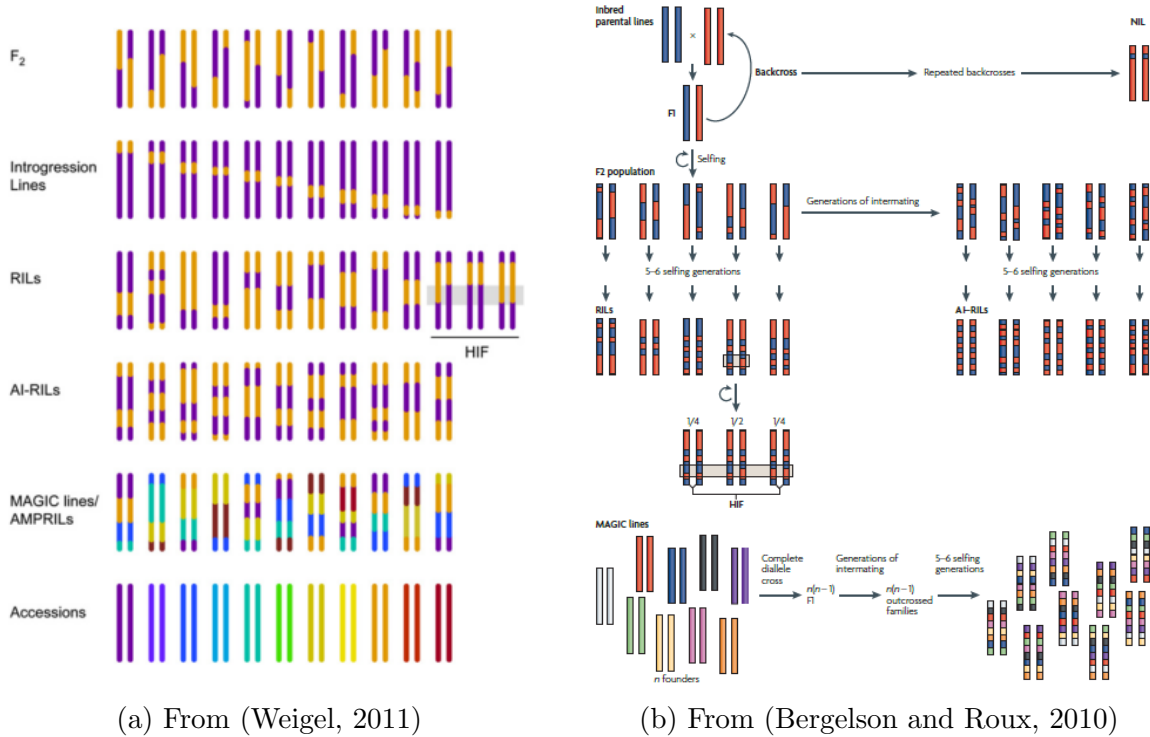 F2
Introgression
Lines
RILs
HIF
AI-RILs
MAGIC lines/
AMPRILs
Accessions
(a) From (Weigel, 2011)
Inbred
parental lines
×
NIL
Backcross
Repeated backcrosses
F1
Selfing
F2 population
Generations of intermating
5–6 selfing generations
5–6 selfing generations
RILs
AI–RILs
1/4
1/2
1/4
HIF
MAGIC lines
Complete
diallele
cross
n(n−1)
F1
Generations of
intermating
n(n−1)
outcrossed
families
5–6 selfing
generations
n founders
(b) From (Bergelson and Roux, 2010)